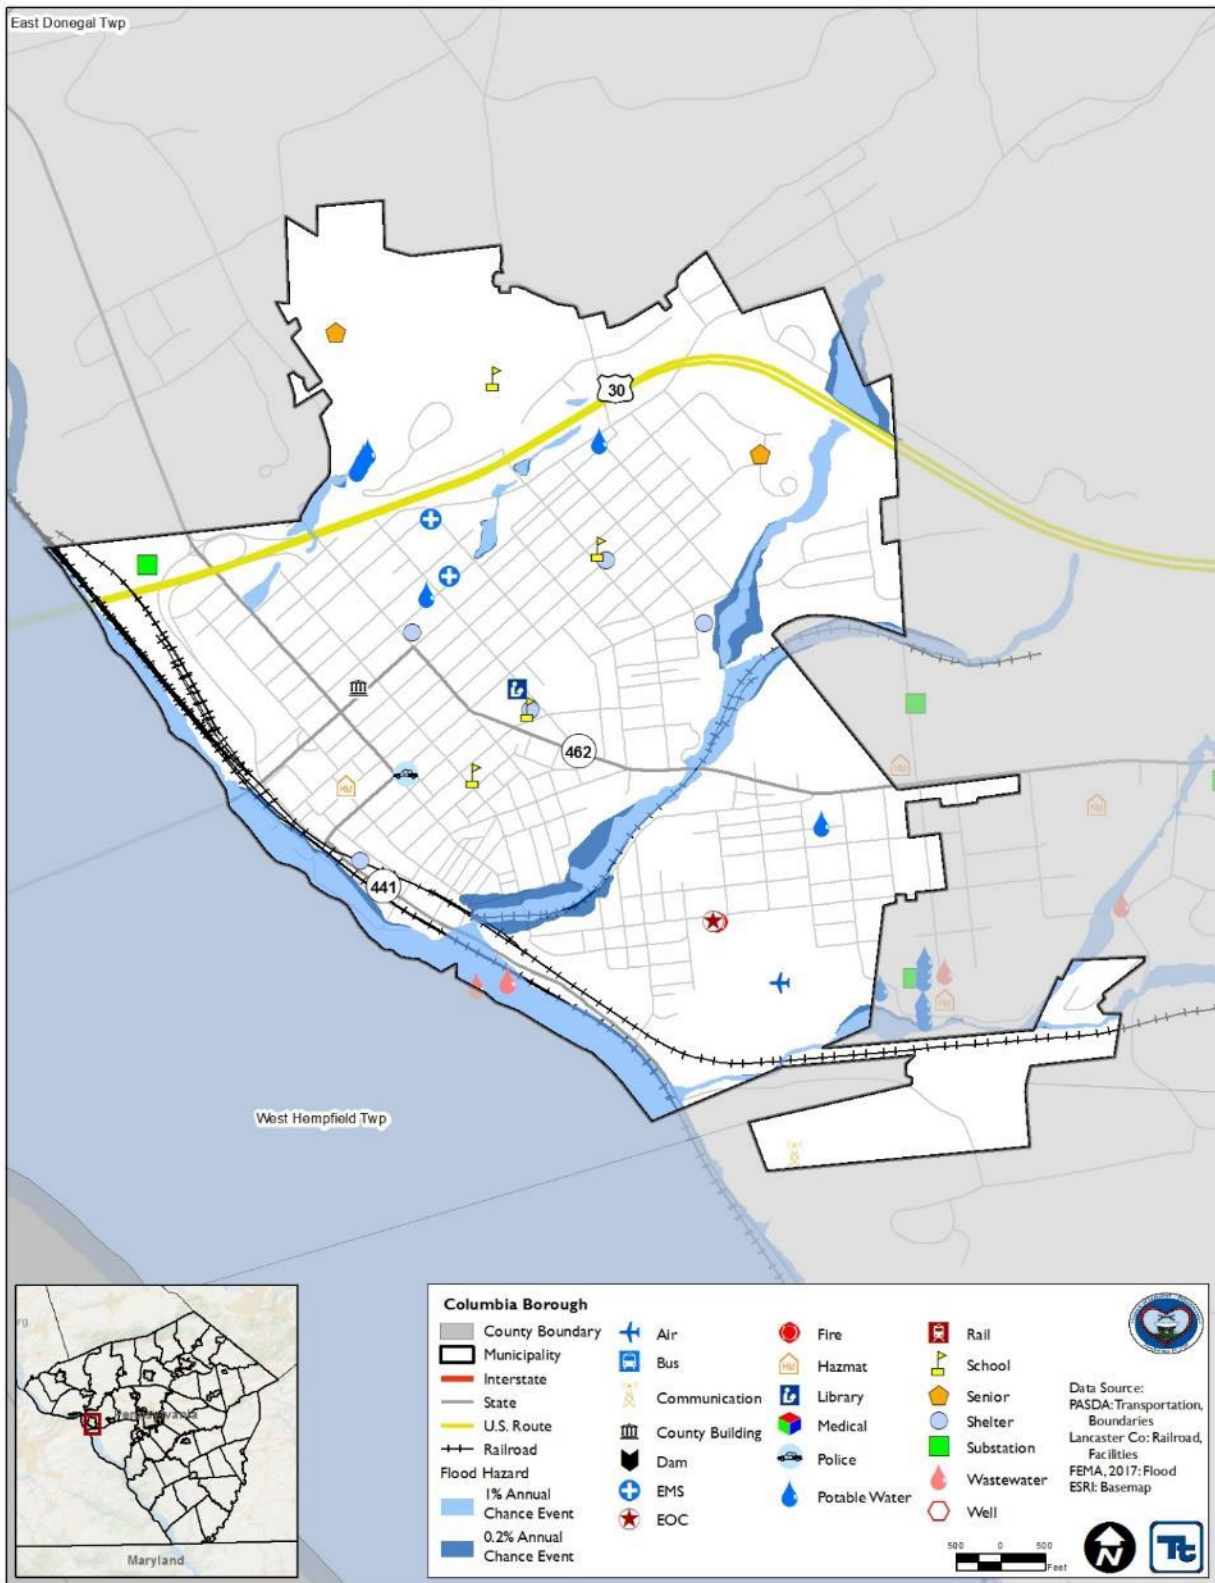 East Donegal Twp
30
462
441
West Hempfield Twp
Columbia Borough
County Boundary
Municipality
Interstate
State
U.S. Route
Railroad
Flood Hazard
1% Annual
Chance Event
0.2% Annual
Chance Event
Air
Bus
Communication
County Building
Dam
EMS
EOC
Fire
Hazmat
Library
Medical
Police
Potable Water
Rail
School
Senior
Shelter
Substation
Wastewater
Well
Data Source:
PASDA: Transportation,
Boundaries
Lancaster Co: Railroad,
Facilities
FEMA, 2017: Flood
ESRI: Basemap
500 0 500
Feet
N
Tt
Pennsylvania
Maryland